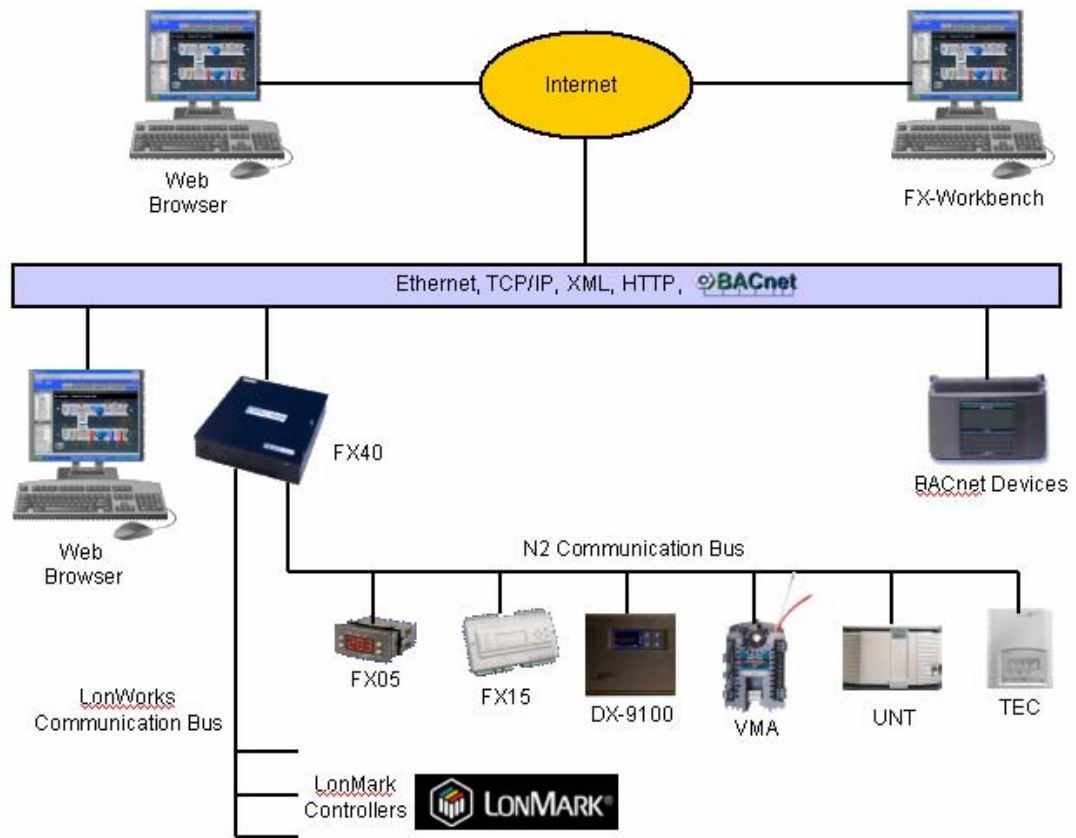 Internet
Web
Browser
FX-Workbench
Ethernet, TCP/IP, XML, HTTP, BACnet
FX40
BACnet Devices
Web
Browser
N2 Communication Bus
FX05
FX15
DX-9100
VMA
UNT
TEC
LonWorks
Communication Bus
LonMark
Controllers
LONMARK®
203